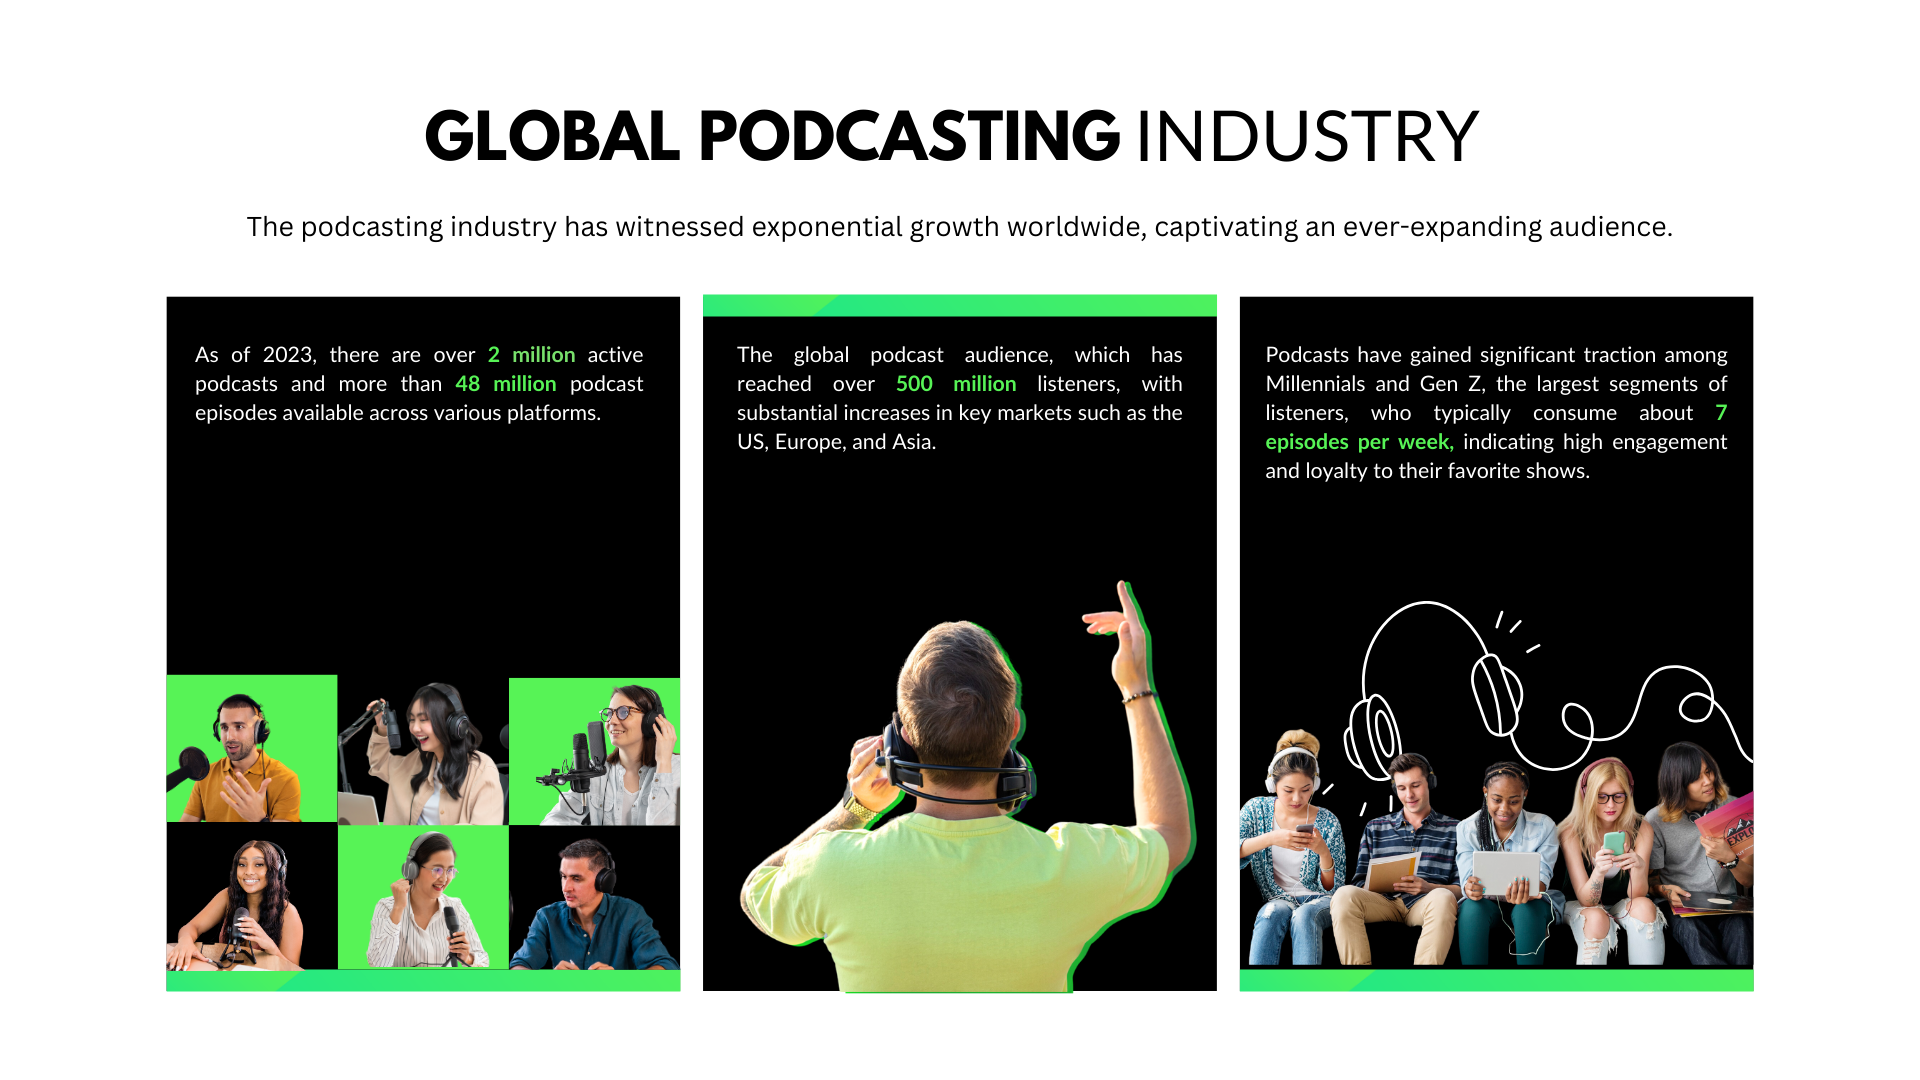 GLOBAL PODCASTING INDUSTRY
The podcasting industry has witnessed exponential growth worldwide, captivating an ever-expanding audience.
As of 2023, there are over 2 million active
podcasts and more than 48 million podcast
episodes available across various platforms.
The global podcast audience, which has
reached over 500 million listeners, with
substantial increases in key markets such as the
US, Europe, and Asia.
Podcasts have gained significant traction among
Millennials and Gen Z, the largest segments of
listeners, who typically consume about 7
episodes per week, indicating high engagement
and loyalty to their favorite shows.